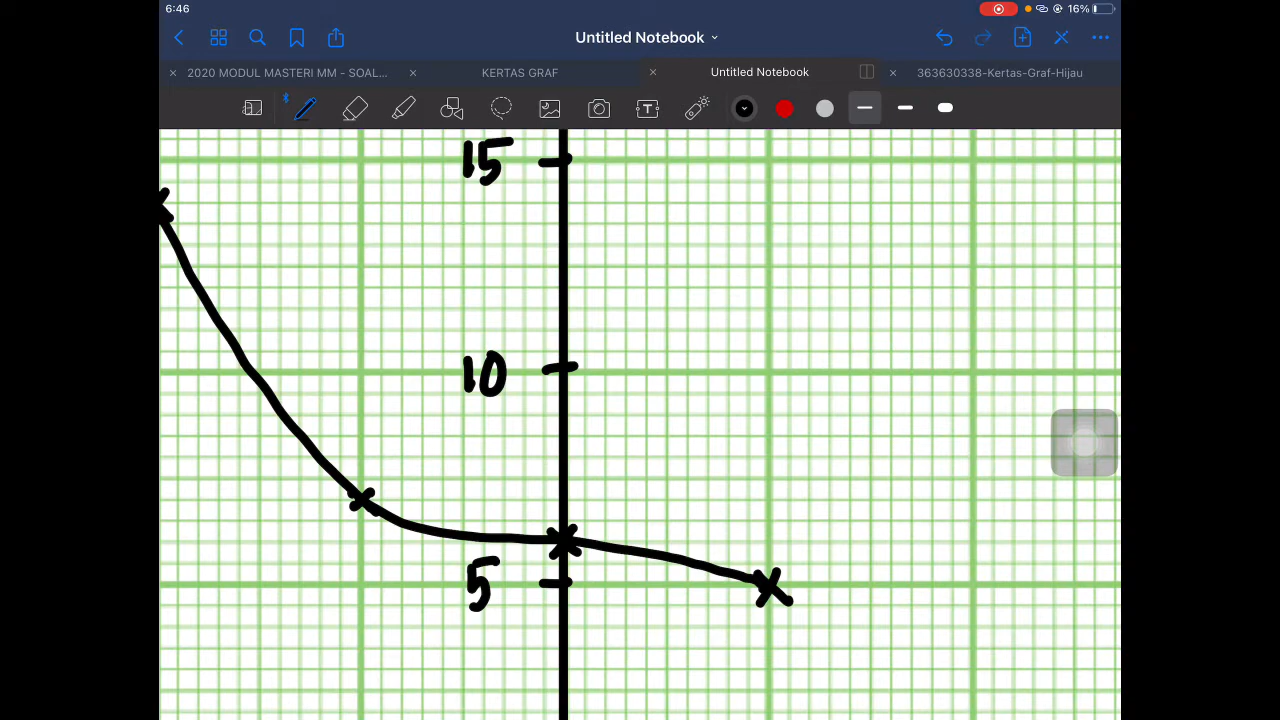 6:46
16%
Untitled Notebook
2020 MODUL MASTERI MM - SOAL...
KERTAS GRAF
Untitled Notebook
363630338-Kertas-Graf-Hijau
T
15
10
5